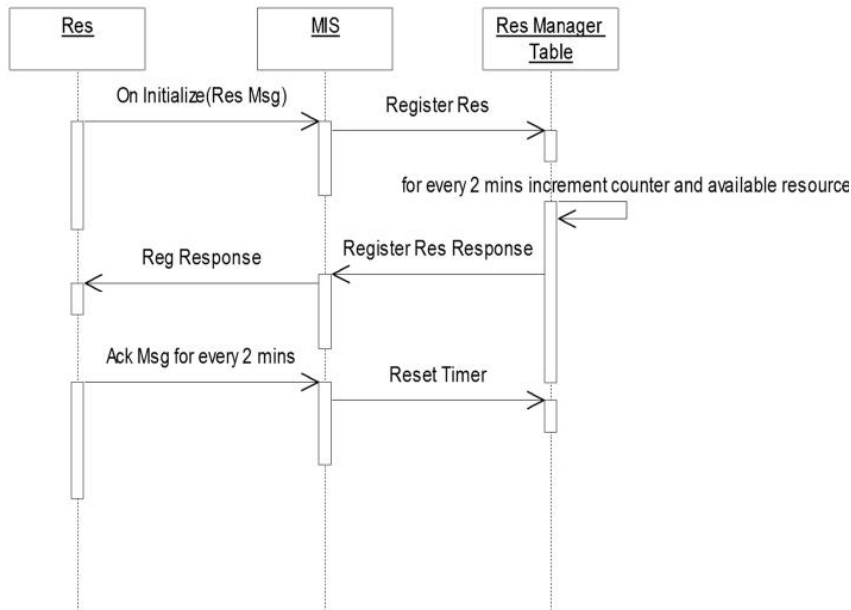 Res
MIS
Res Manager
Table
On Initialize(Res Msg)
Register Res
for every 2 mins increment counter and available resource
Register Res Response
Reg Response
Ack Msg for every 2 mins
Reset Timer